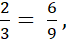 2/3 = 6/9,